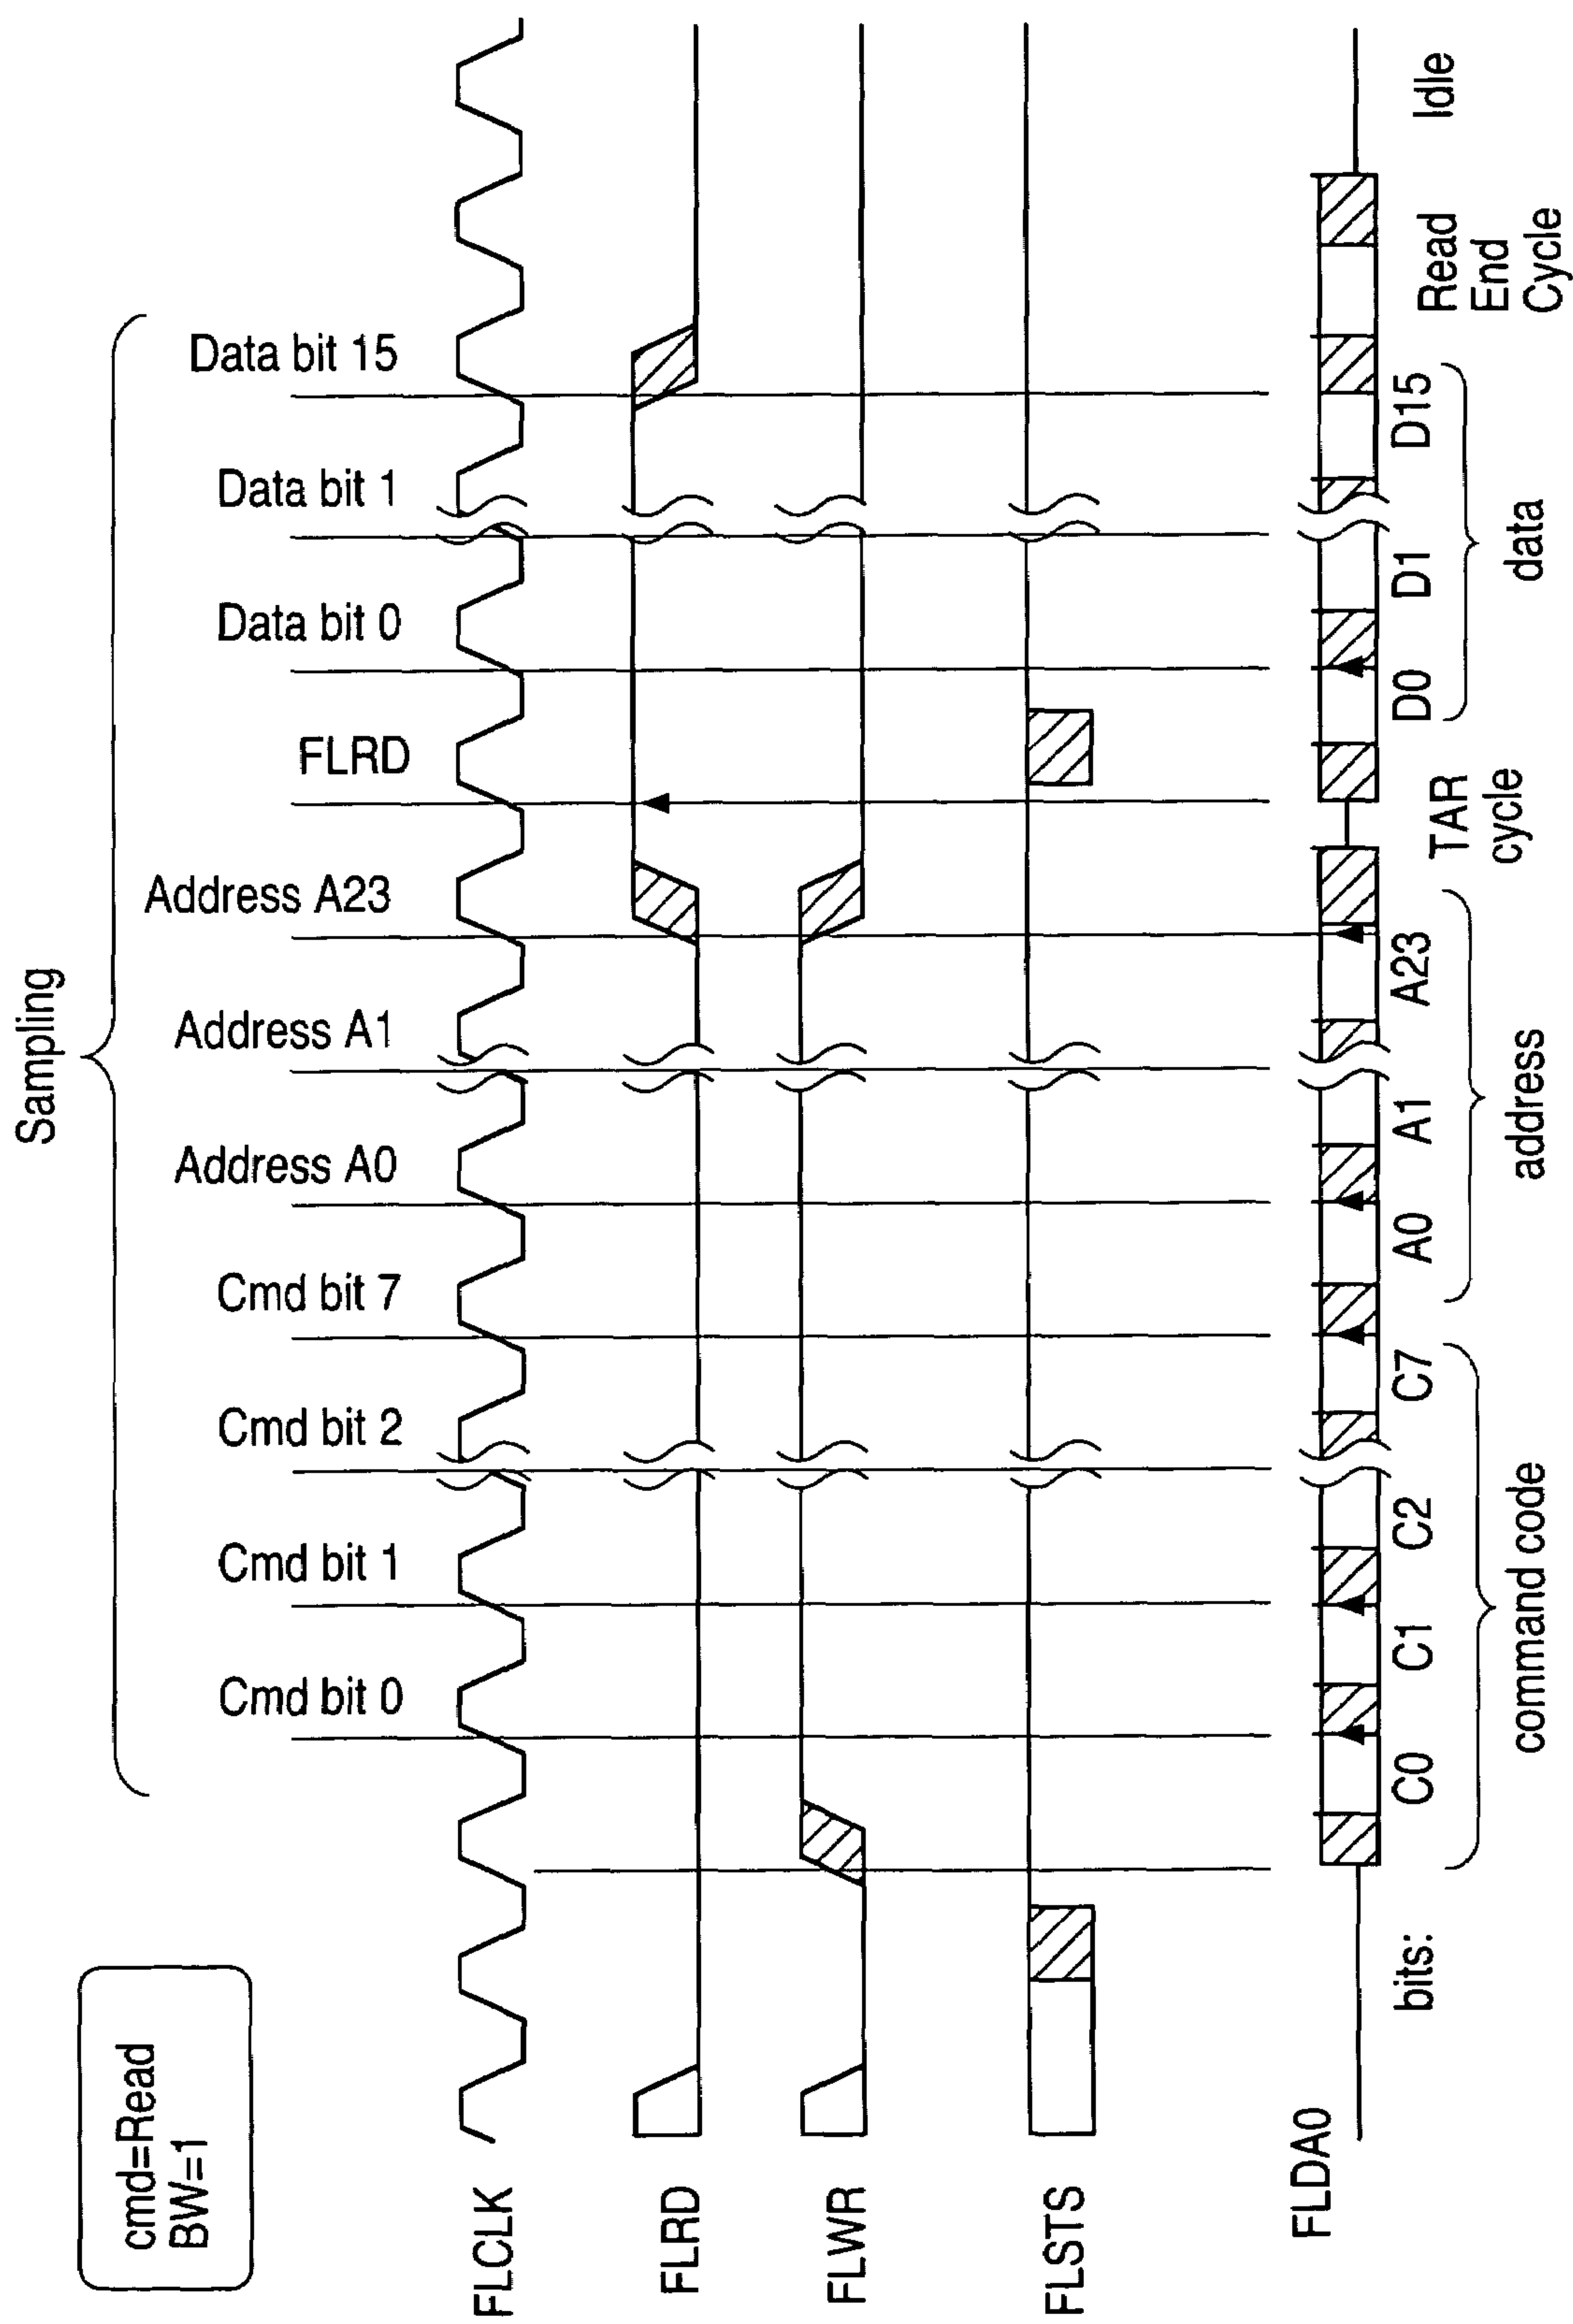 cmd=Read
BW=1
Sampling
Cmd bit 0
Cmd bit 1
Cmd bit 2
Cmd bit 7
Address A0
Address A1
Address A23
FLRD
Data bit 0
Data bit 1
Data bit 15
FLCLK
FLRD
FLWR
FLSTS
FLDA0
bits:
C0
C1
C2
C7
A0
A1
A23
TAR
cycle
D0
D1
D15
Read
End
Cycle
Idle
command code
address
data